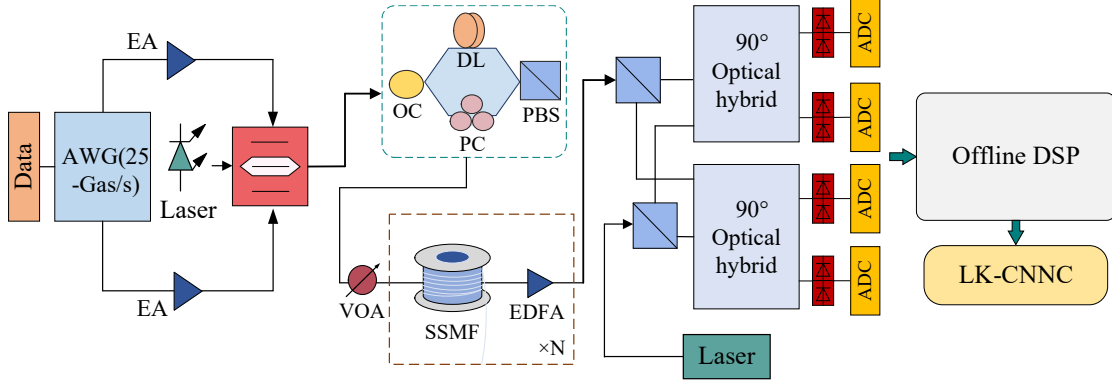 EA
Data
AWG(25
-Gas/s)
Laser
EA
DL
OC
PBS
PC
VOA
SSMF
EDFA
×N
90°
Optical
hybrid
90°
Optical
hybrid
Laser
ADC
ADC
ADC
ADC
Offline DSP
LK-CNNC